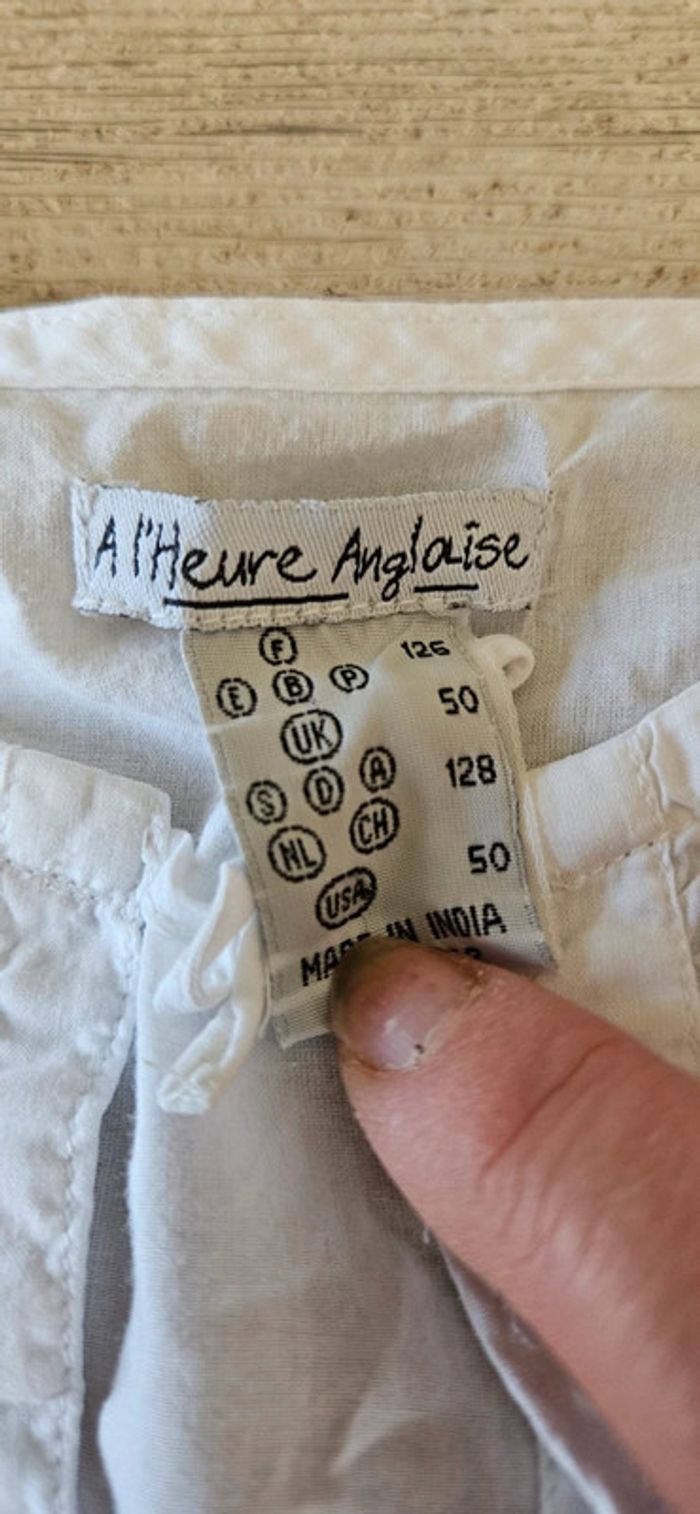 A l'Heure Anglaise
F 126
E B P
UK 50
S D A 128
NL CH
USA 50
MADE IN INDIA